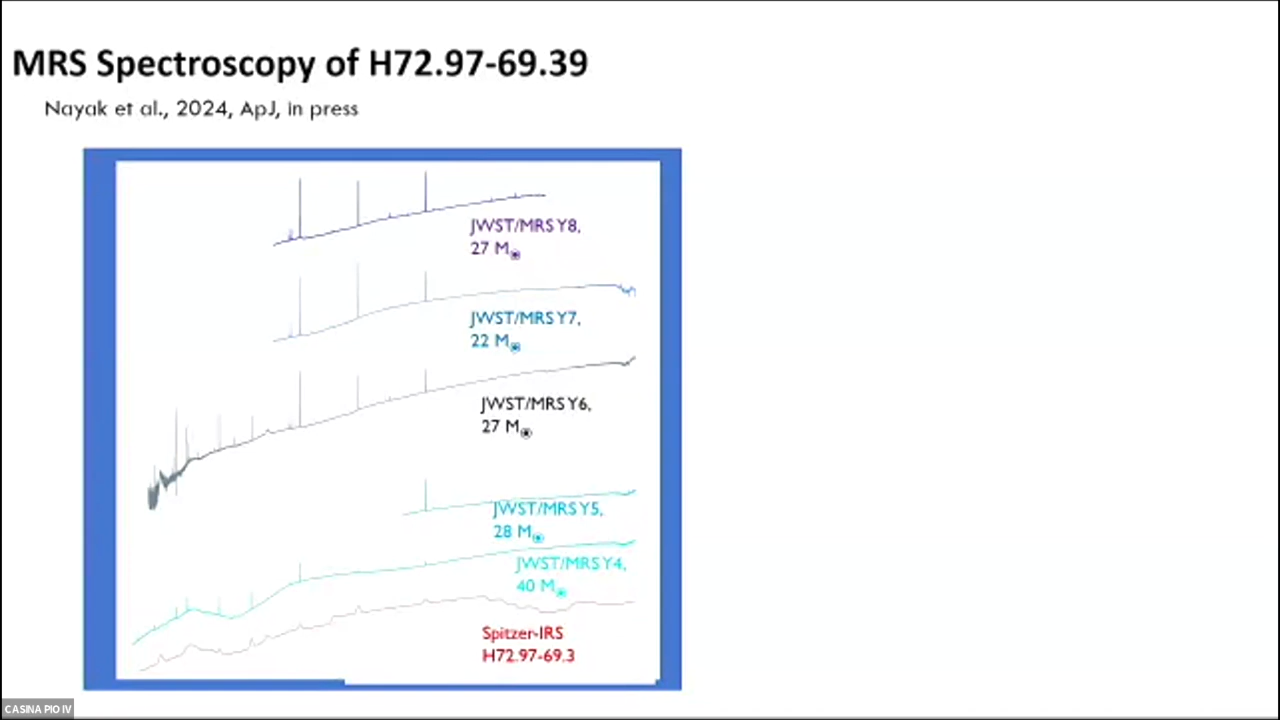 MRS Spectroscopy of H72.97-69.39
Nayak et al., 2024, ApJ, in press
JWST/MRS Y8,
27 M☉
JWST/MRS Y7,
22 M☉
JWST/MRS Y6,
27 M☉
JWST/MRS Y5,
28 M☉
JWST/MRS Y4,
40 M☉
Spitzer-IRS
H72.97-69.3
CASINA PIO IV